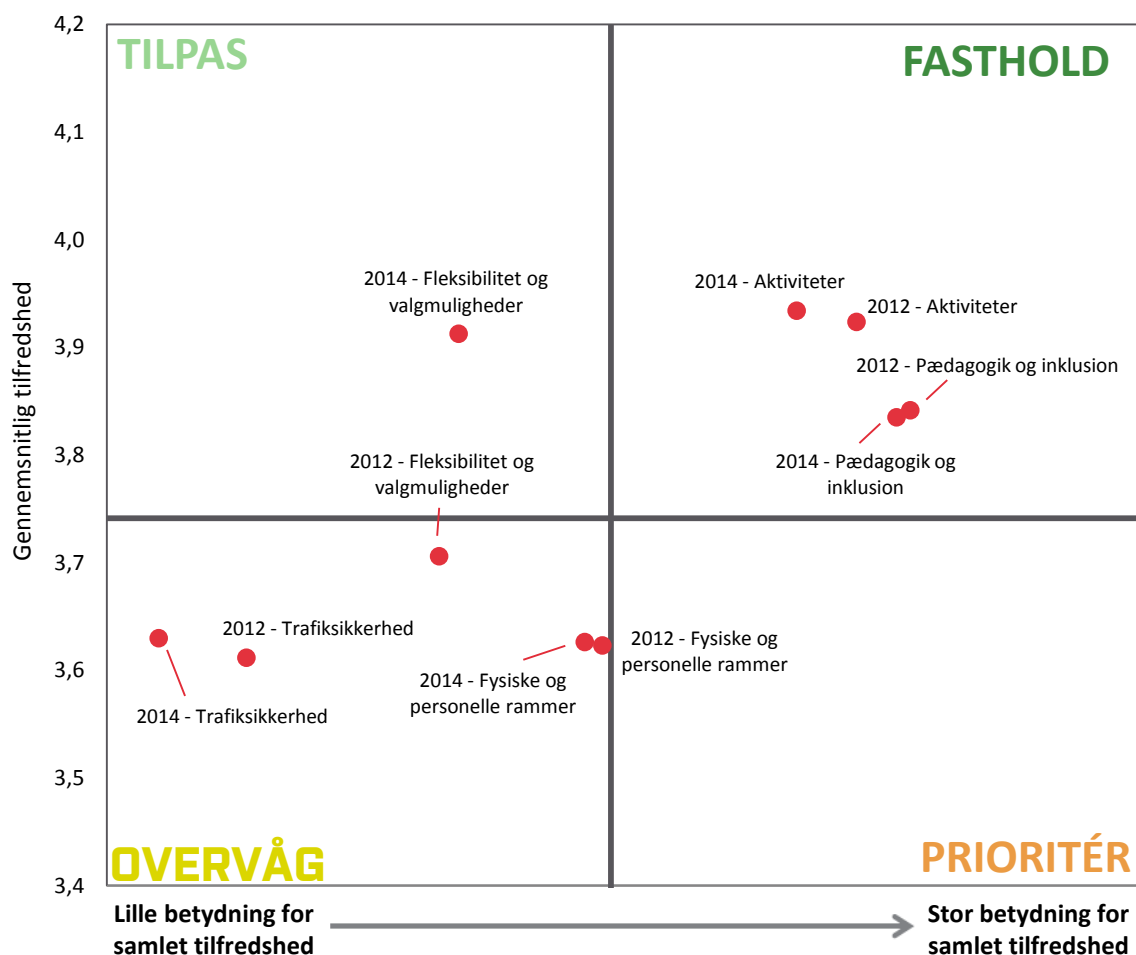 4,2
TILPAS
FASTHOLD
4,1
4,0
Gennemsnitlig tilfredshed
2014 - Fleksibilitet og
valgmuligheder
2014 - Aktiviteter
2012 - Aktiviteter
3,9
2012 - Pædagogik og inklusion
3,8
2012 - Fleksibilitet og
valgmuligheder
2014 - Pædagogik og
inklusion
3,7
2012 - Trafiksikkerhed
2012 - Fysiske og
personelle rammer
3,6
2014 - Fysiske og
personelle rammer
2014 - Trafiksikkerhed
3,5
OVERVÅG
PRIORITÉR
3,4
Lille betydning for
samlet tilfredshed
Stor betydning for
samlet tilfredshed